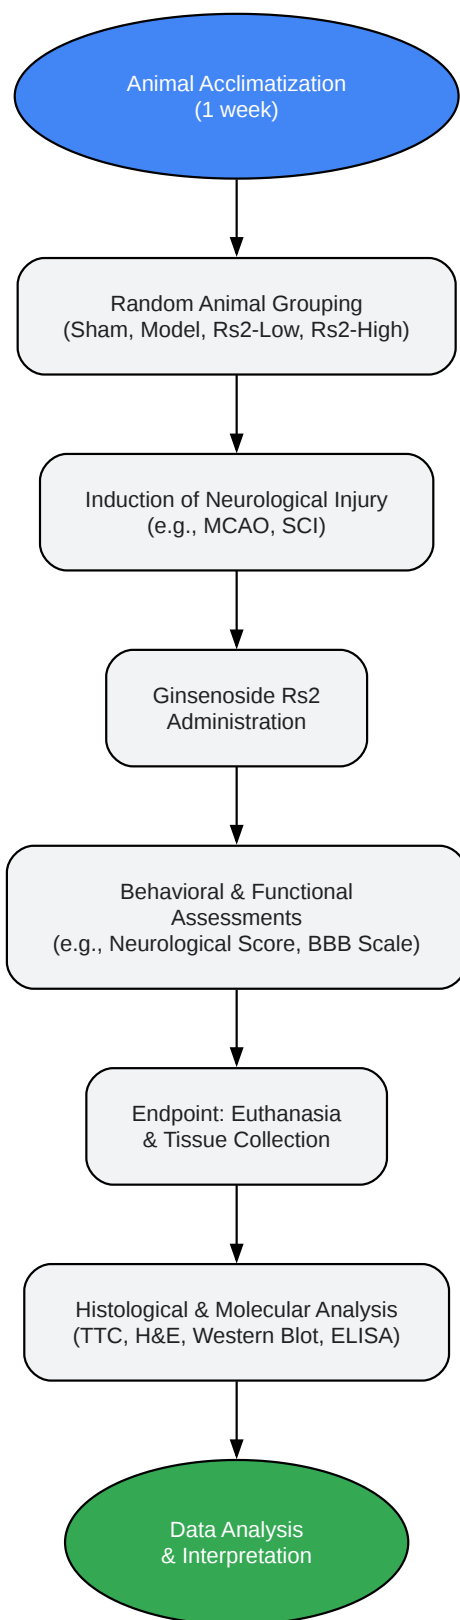 Animal Acclimatization
(1 week)
Random Animal Grouping
(Sham, Model, Rs2-Low, Rs2-High)
Induction of Neurological Injury
(e.g., MCAO, SCI)
Ginsenoside Rs2
Administration
Behavioral & Functional
Assessments
(e.g., Neurological Score, BBB Scale)
Endpoint: Euthanasia
& Tissue Collection
Histological & Molecular Analysis
(TTC, H&E, Western Blot, ELISA)
Data Analysis
& Interpretation